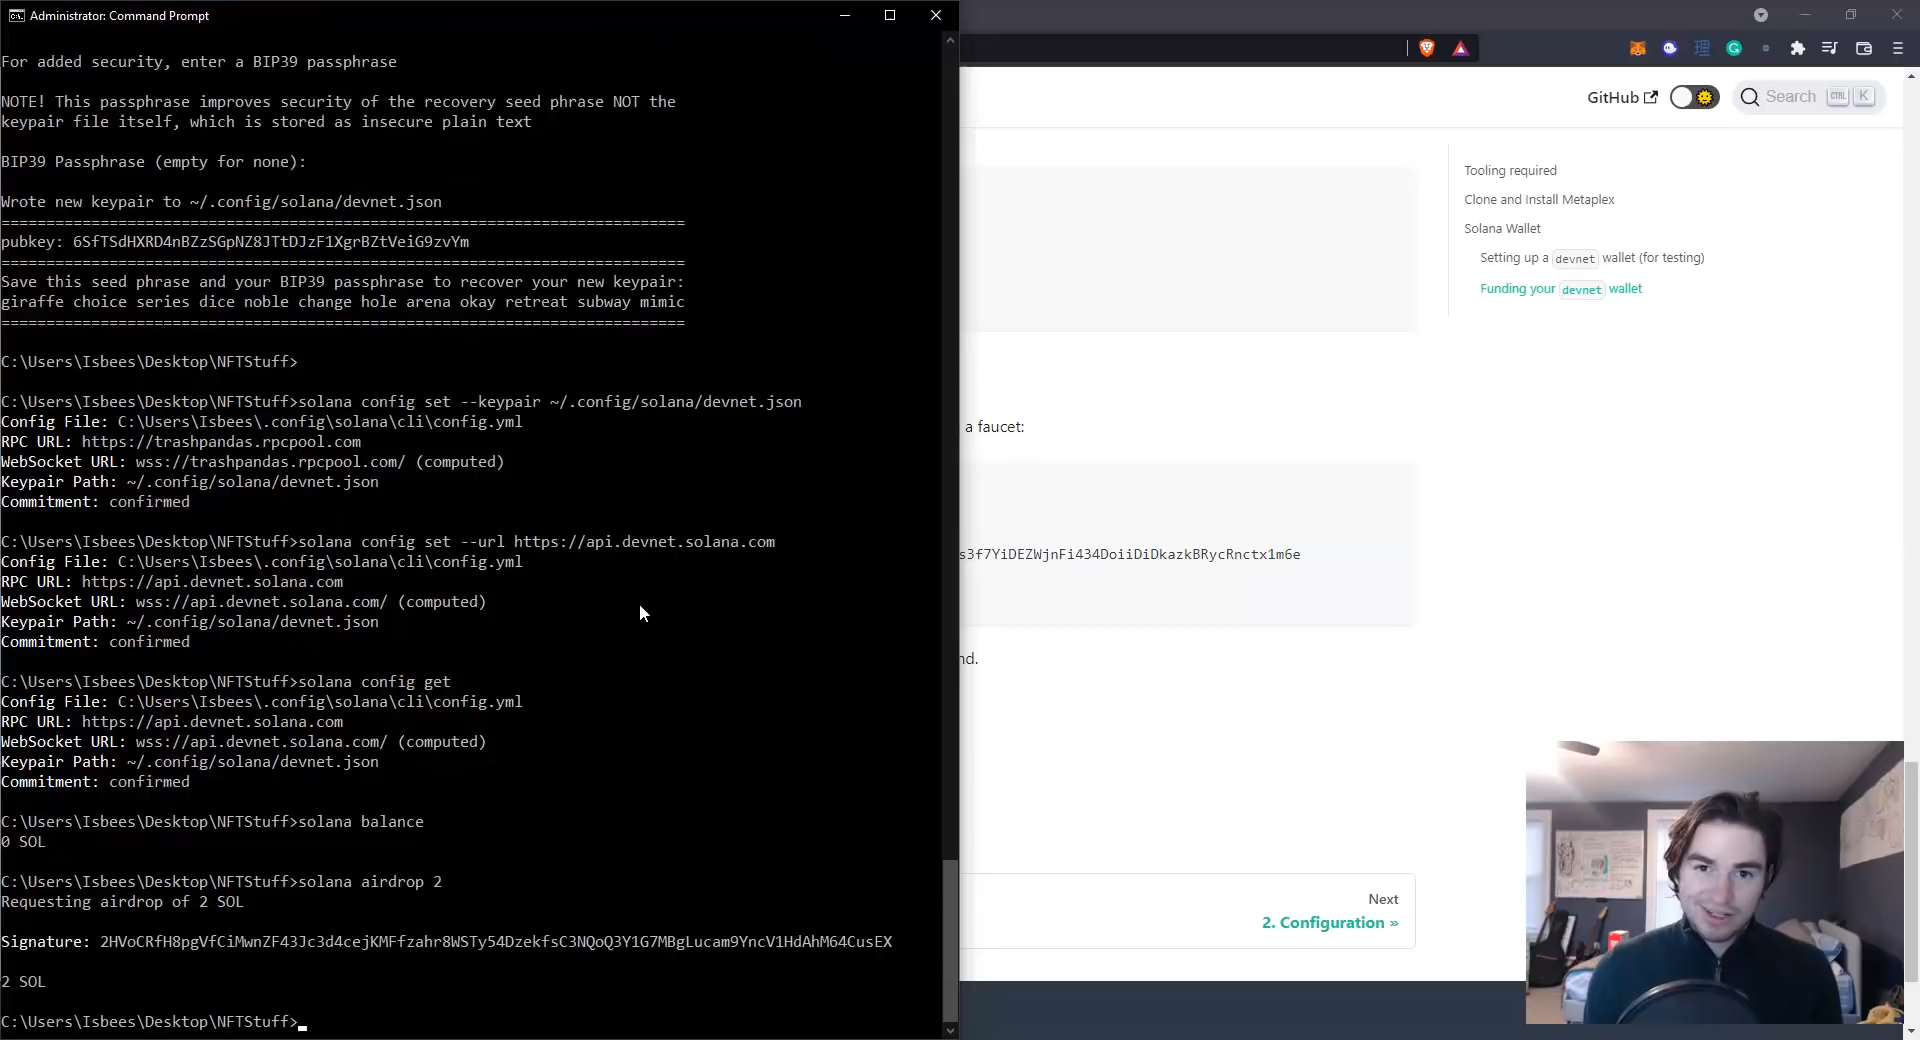 Administrator: Command Prompt
For added security, enter a BIP39 passphrase
NOTE! This passphrase improves security of the recovery seed phrase NOT the
keypair file itself, which is stored as insecure plain text
BIP39 Passphrase (empty for none):
Wrote new keypair to ~/.config/solana/devnet.json
============================================================================
pubkey: 6SfTSdHXRD4nBZzSGpNZ8JTtDJzF1XgrBZtVeiG9zvYm
============================================================================
Save this seed phrase and your BIP39 passphrase to recover your new keypair:
giraffe choice series dice noble change hole arena okay retreat subway mimic
============================================================================
C:\Users\Isbees\Desktop\NFTStuff>
C:\Users\Isbees\Desktop\NFTStuff>solana config set --keypair ~/.config/solana/devnet.json
Config File: C:\Users\Isbees\.config\solana\cli\config.yml
RPC URL: https://trashpandas.rpcpool.com
WebSocket URL: wss://trashpandas.rpcpool.com/ (computed)
Keypair Path: ~/.config/solana/devnet.json
Commitment: confirmed
C:\Users\Isbees\Desktop\NFTStuff>solana config set --url https://api.devnet.solana.com
Config File: C:\Users\Isbees\.config\solana\cli\config.yml
RPC URL: https://api.devnet.solana.com
WebSocket URL: wss://api.devnet.solana.com/ (computed)
Keypair Path: ~/.config/solana/devnet.json
Commitment: confirmed
C:\Users\Isbees\Desktop\NFTStuff>solana config get
Config File: C:\Users\Isbees\.config\solana\cli\config.yml
RPC URL: https://api.devnet.solana.com
WebSocket URL: wss://api.devnet.solana.com/ (computed)
Keypair Path: ~/.config/solana/devnet.json
Commitment: confirmed
C:\Users\Isbees\Desktop\NFTStuff>solana balance
0 SOL
C:\Users\Isbees\Desktop\NFTStuff>solana airdrop 2
Requesting airdrop of 2 SOL
Signature: 2HVoCRfH8pgVfCiMwnZF43Jc3d4cejKMFfzahr8WSTy54DzekfsC3NQoQ3Y1G7MBgLucam9YncV1HdAhM64CusEX
2 SOL
C:\Users\Isbees\Desktop\NFTStuff>
GitHub
Search CTRL K
Tooling required
Clone and Install Metaplex
Solana Wallet
Setting up a devnet wallet (for testing)
Funding your devnet wallet
a faucet:
s3f7YiDEZWjnFi434DoiiDiDkazkBRycRnctx1m6e
nd.
Next
2. Configuration »